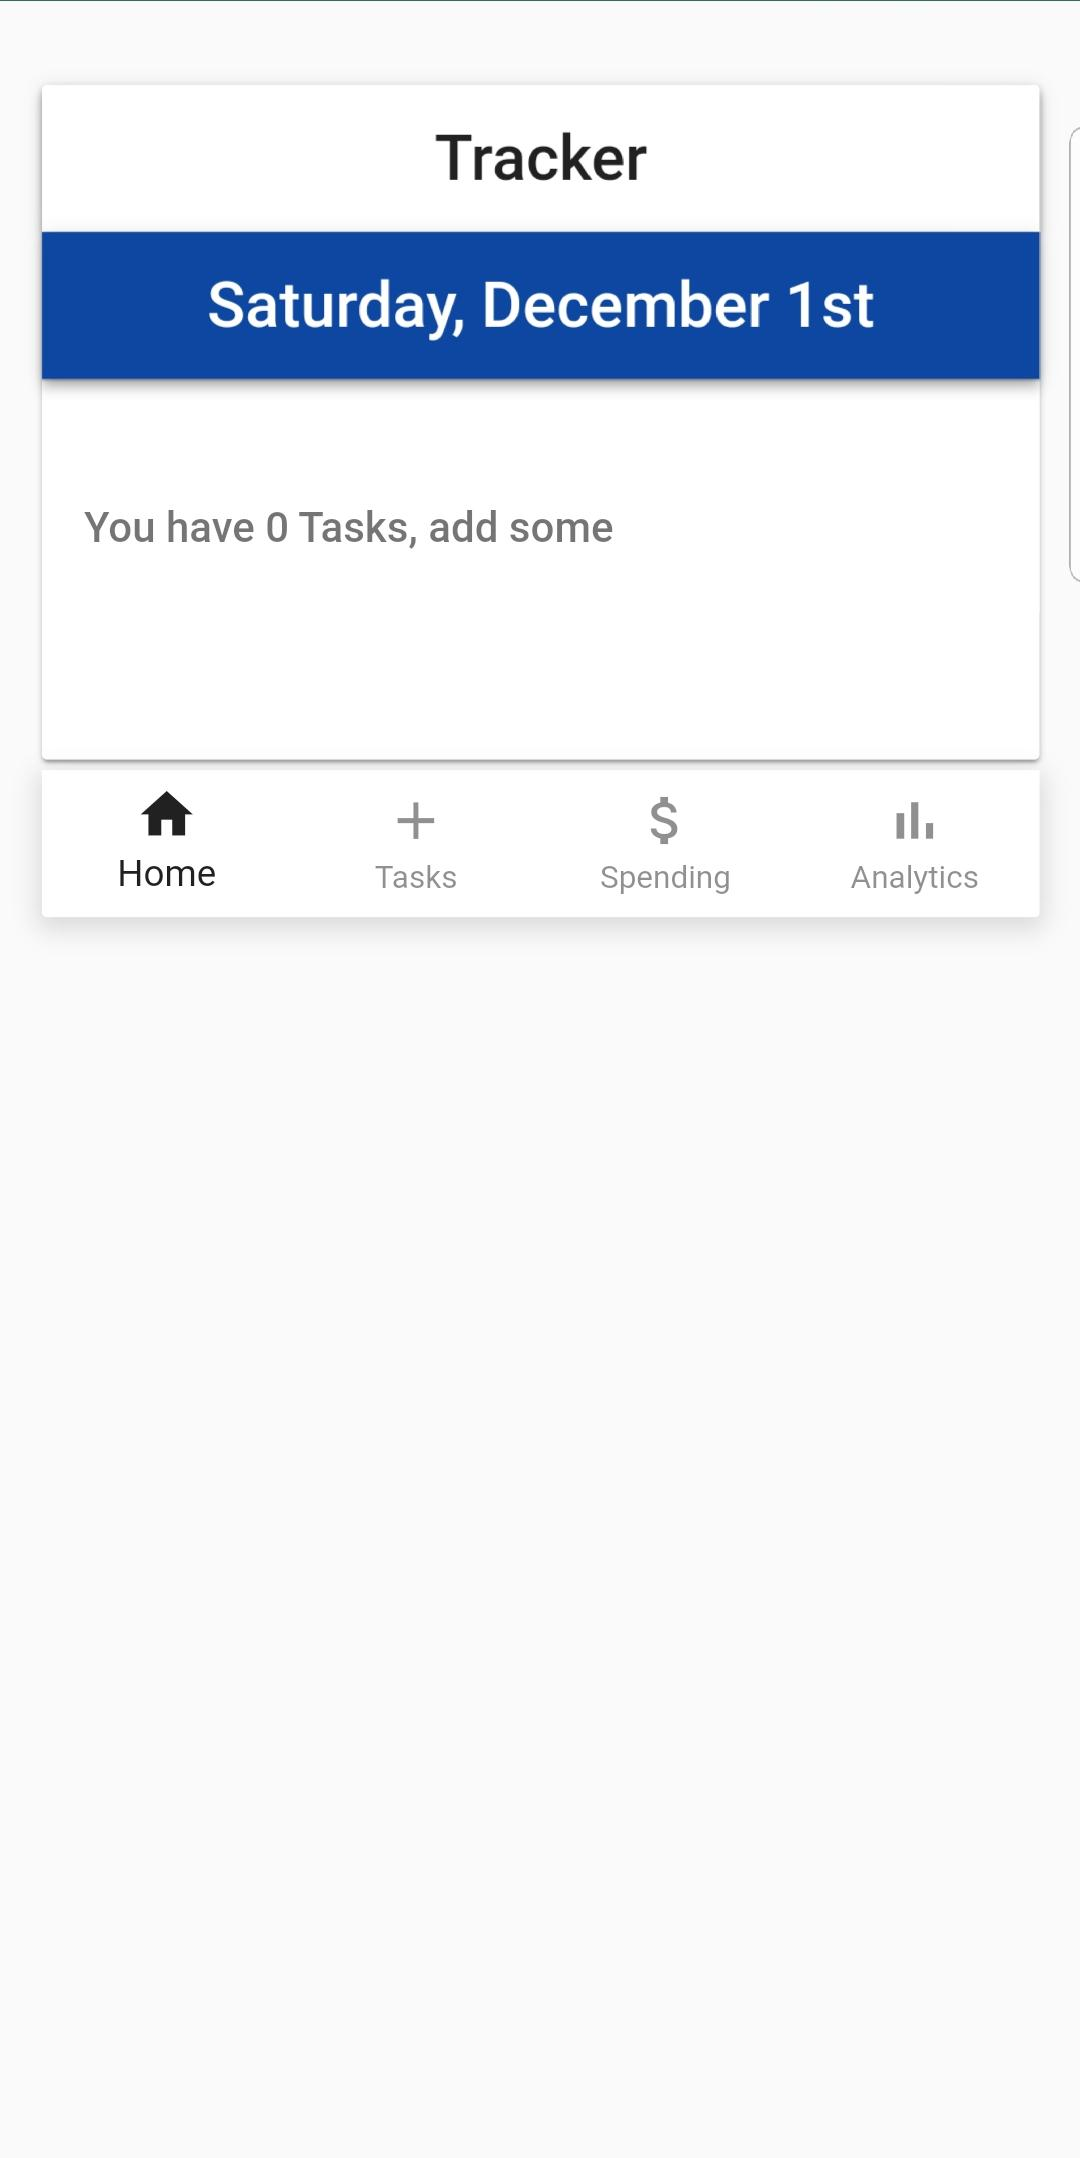 Tracker
Saturday, December 1st
You have 0 Tasks, add some
Home
Tasks
Spending
Analytics